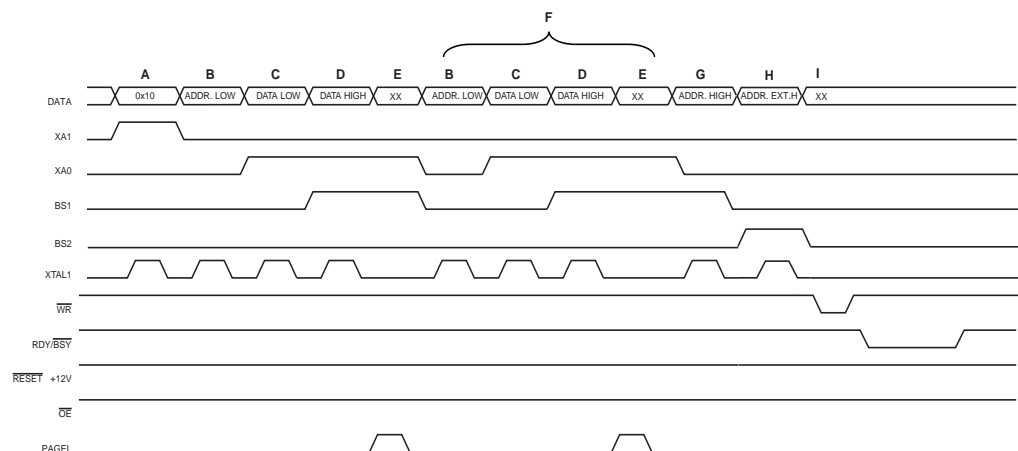 F
A B C D E B C D E G H I
DATA 0x10 ADDR. LOW DATA LOW DATA HIGH XX ADDR. LOW DATA LOW DATA HIGH XX ADDR. HIGH ADDR. EXT.H XX
XA1
XA0
BS1
BS2
XTAL1
WR
RDY/BSY
RESET +12V
OE
PAGEL